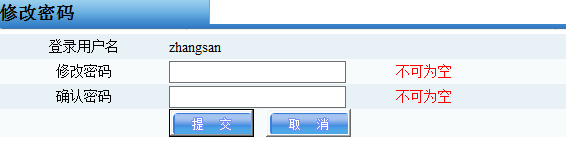 修改密码
登录用户名 zhangsan
修改密码 不可为空
确认密码 不可为空
提 交 取 消